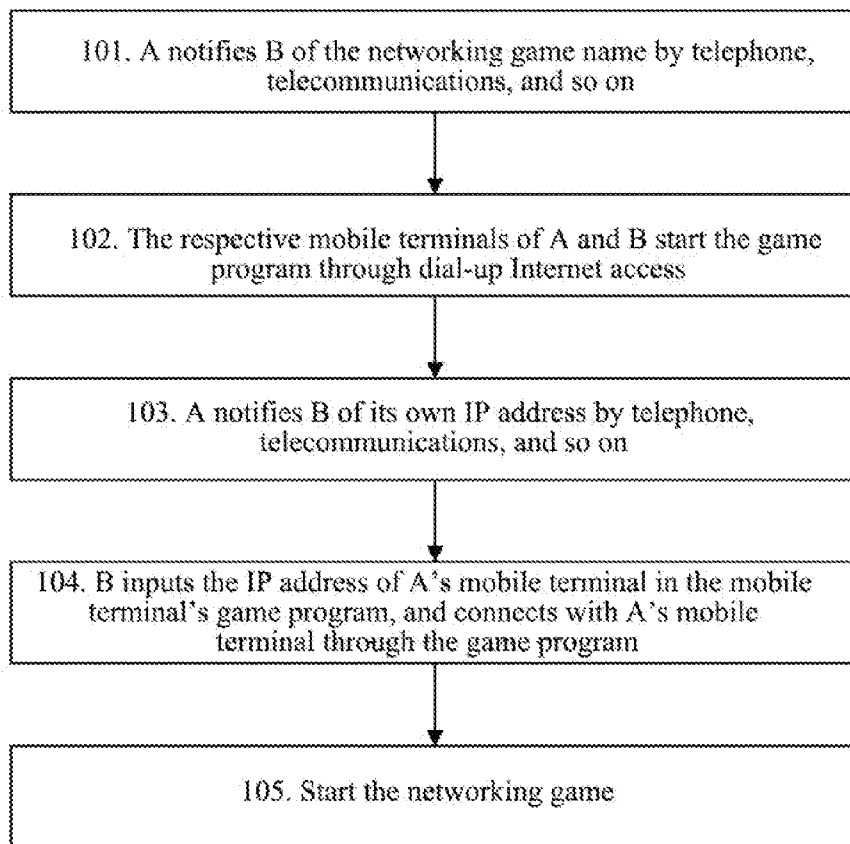 101. A notifies B of the networking game name by telephone,
telecommunications, and so on
102. The respective mobile terminals of A and B start the game
program through dial-up Internet access
103. A notifies B of its own IP address by telephone,
telecommunications, and so on
104. B inputs the IP address of A's mobile terminal in the mobile
terminal's game program, and connects with A's mobile
terminal through the game program
105. Start the networking game